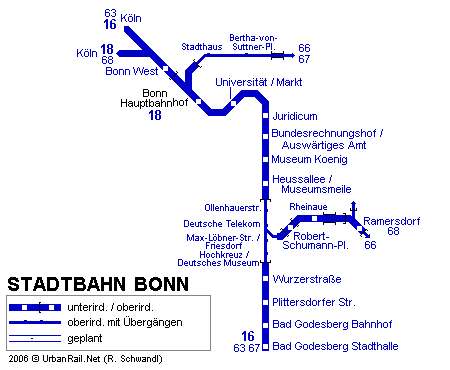 63
16
Köln
Köln
18
68
Bonn West
Stadthaus
Bertha-von-
Suttner-Pl.
66
67
Universität / Markt
Bonn
Hauptbahnhof
18
Juridicum
Bundesrechnungshof /
Auswärtiges Amt
Museum Koenig
Heussallee /
Museumsmeile
Ollenhauerstr.
Rheinaue
Deutsche Telekom
Ramersdorf
68
Max-Löbner-Str. /
Friesdorf
Robert-
Schumann-Pl.
66
Hochkreuz /
Deutsches Museum
Wurzerstraße
Plittersdorfer Str.
Bad Godesberg Bahnhof
16
63 67
Bad Godesberg Stadthalle
STADTBAHN BONN
unterird. / oberird.
oberird. mit Übergängen
geplant
2006 © UrbanRail.Net (R. Schwandl)